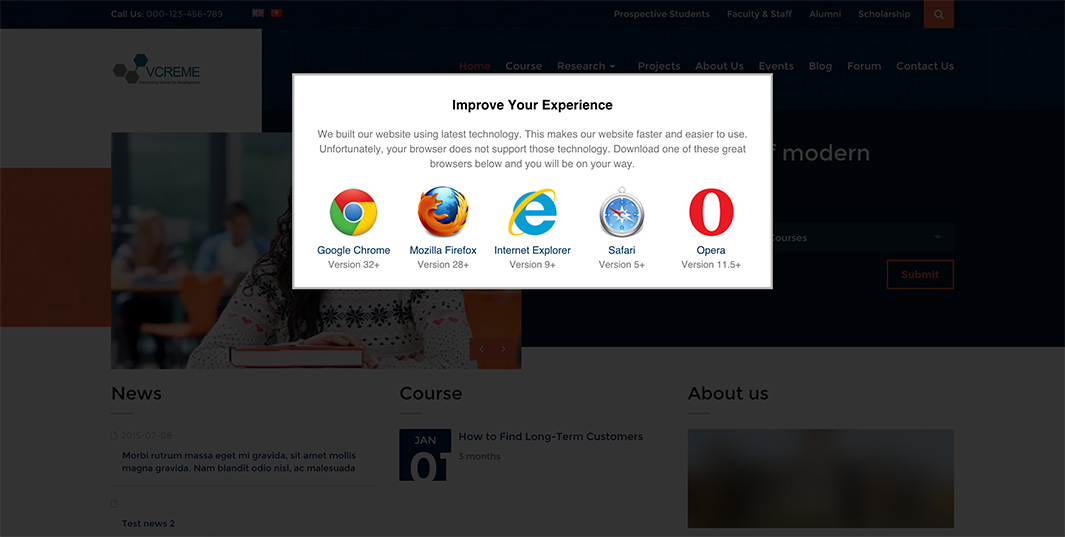 Call Us: 000-123-456-789
Prospective Students Faculty & Staff Alumni Scholarship
VCREME
Home Course Research Projects About Us Events Blog Forum Contact Us
Improve Your Experience
We built our website using latest technology. This makes our website faster and easier to use.
Unfortunately, your browser does not support those technology. Download one of these great
browsers below and you will be on your way.
modern
Google Chrome Mozilla Firefox Internet Explorer Safari Opera
Version 32+ Version 28+ Version 9+ Version 5+ Version 11.5+
Courses
Submit
News Course About us
2015-07-08
Morbi rutrum massa eget mi gravida, sit amet mollis
magna gravida. Nam blandit odio nisl, ac malesuada
JAN
01
How to Find Long-Term Customers
3 months
Test news 2